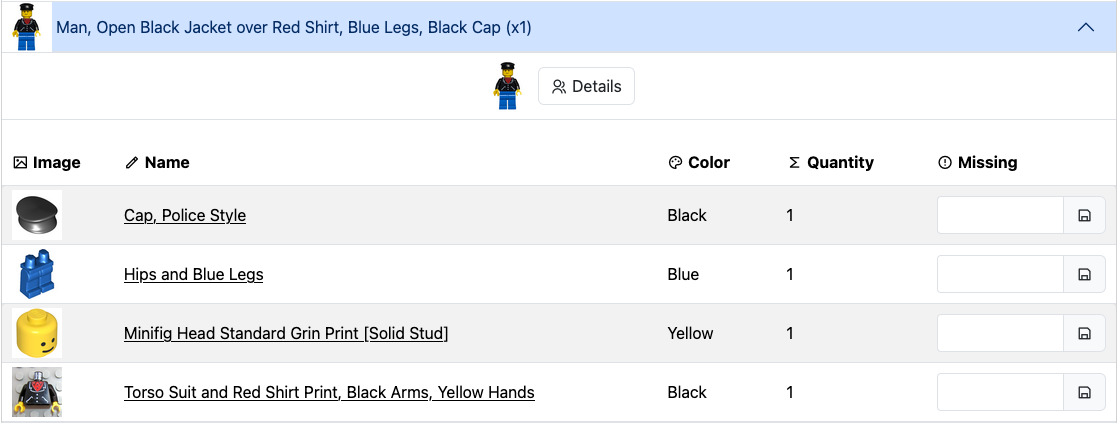 Man, Open Black Jacket over Red Shirt, Blue Legs, Black Cap (x1)
Details
Image Name Color Quantity Missing
Cap, Police Style Black 1
Hips and Blue Legs Blue 1
Minifig Head Standard Grin Print [Solid Stud] Yellow 1
Torso Suit and Red Shirt Print, Black Arms, Yellow Hands Black 1